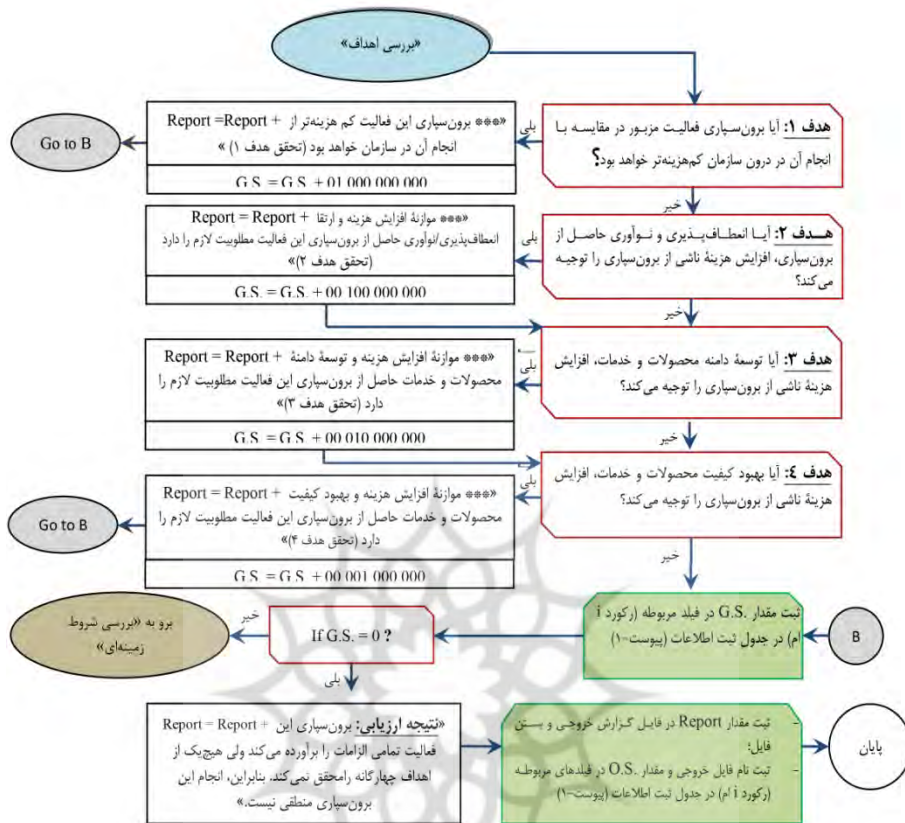 «بررسی اهداف»
هدف ۱: آیا برون‌سپاری فعالیت مزبور در مقایسه با
انجام آن در درون سازمان کم‌هزینه‌تر خواهد بود؟
بلی
Report =Report + «*** برون‌سپاری این فعالیت کم هزینه‌تر از
انجام آن در سازمان خواهد بود (تحقق هدف ۱) »
G.S. = G.S. + 01 000 000 000
Go to B
خیر
هدف ۲: آیا انعطاف‌پذیری و نوآوری حاصل از
برون‌سپاری، افزایش هزینهٔ ناشی از برون‌سپاری را توجیه
می‌کند؟
بلی
Report = Report + «*** موازنهٔ افزایش هزینه و ارتقا
انعطاف‌پذیری/نوآوری حاصل از برون‌سپاری این فعالیت مطلوبیت لازم را دارد
(تحقق هدف ۲)»
G.S. = G.S. + 00 100 000 000
خیر
هدف ۳: آیا توسعهٔ دامنه محصولات و خدمات، افزایش
هزینهٔ ناشی از برون‌سپاری را توجیه می‌کند؟
بلی
Report = Report + «*** موازنهٔ افزایش هزینه و توسعهٔ دامنهٔ
محصولات و خدمات حاصل از برون‌سپاری این فعالیت مطلوبیت لازم را
دارد (تحقق هدف ۳)»
G.S. = G.S. + 00 010 000 000
خیر
هدف ٤: آیا بهبود کیفیت محصولات و خدمات، افزایش
هزینهٔ ناشی از برون‌سپاری را توجیه می‌کند؟
بلی
Report = Report + «*** موازنهٔ افزایش هزینه و بهبود کیفیت
محصولات و خدمات حاصل از برون‌سپاری این فعالیت مطلوبیت لازم را
دارد (تحقق هدف ۴)»
G.S. = G.S. + 00 001 000 000
Go to B
خیر
B
ثبت مقدار G.S. در فیلد مربوطه (رکورد i
ام) در جدول ثبت اطلاعات (پیوست-۱)
If G.S. = 0 ?
خیر
برو به «بررسی شروط
زمینه‌ای»
بلی
Report = Report + «نتیجه ارزیابی: برون‌سپاری این
فعالیت تمامی الزامات را برآورده می‌کند ولی هیچ‌یک از
اهداف چهارگانه رامحقق نمی‌کند. بنابراین، انجام این
برون‌سپاری منطقی نیست.»
- ثبت مقدار Report در فایل گزارش خروجی و بستن
فایل؛
- ثبت نام فایل خروجی و مقدار O.S. در فیلدهای مربوطه
(رکورد i ام) در جدول ثبت اطلاعات (پیوست-۱)
پایان